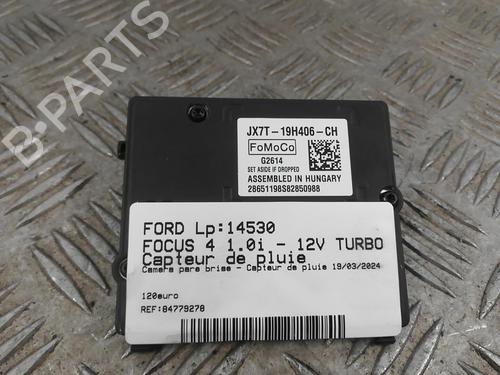 JX7T-19H406-CH
FoMoCo
G2614
SET ASIDE IF DROPPED
ASSEMBLED IN HUNGARY
28651198S82850988
FORD Lp:14530
FOCUS 4 1.0i - 12V TURBO
Capteur de pluie
Camera pare brise - Capteur de pluie 19/03/2024
120euro
REF:84779278
B-PARTS